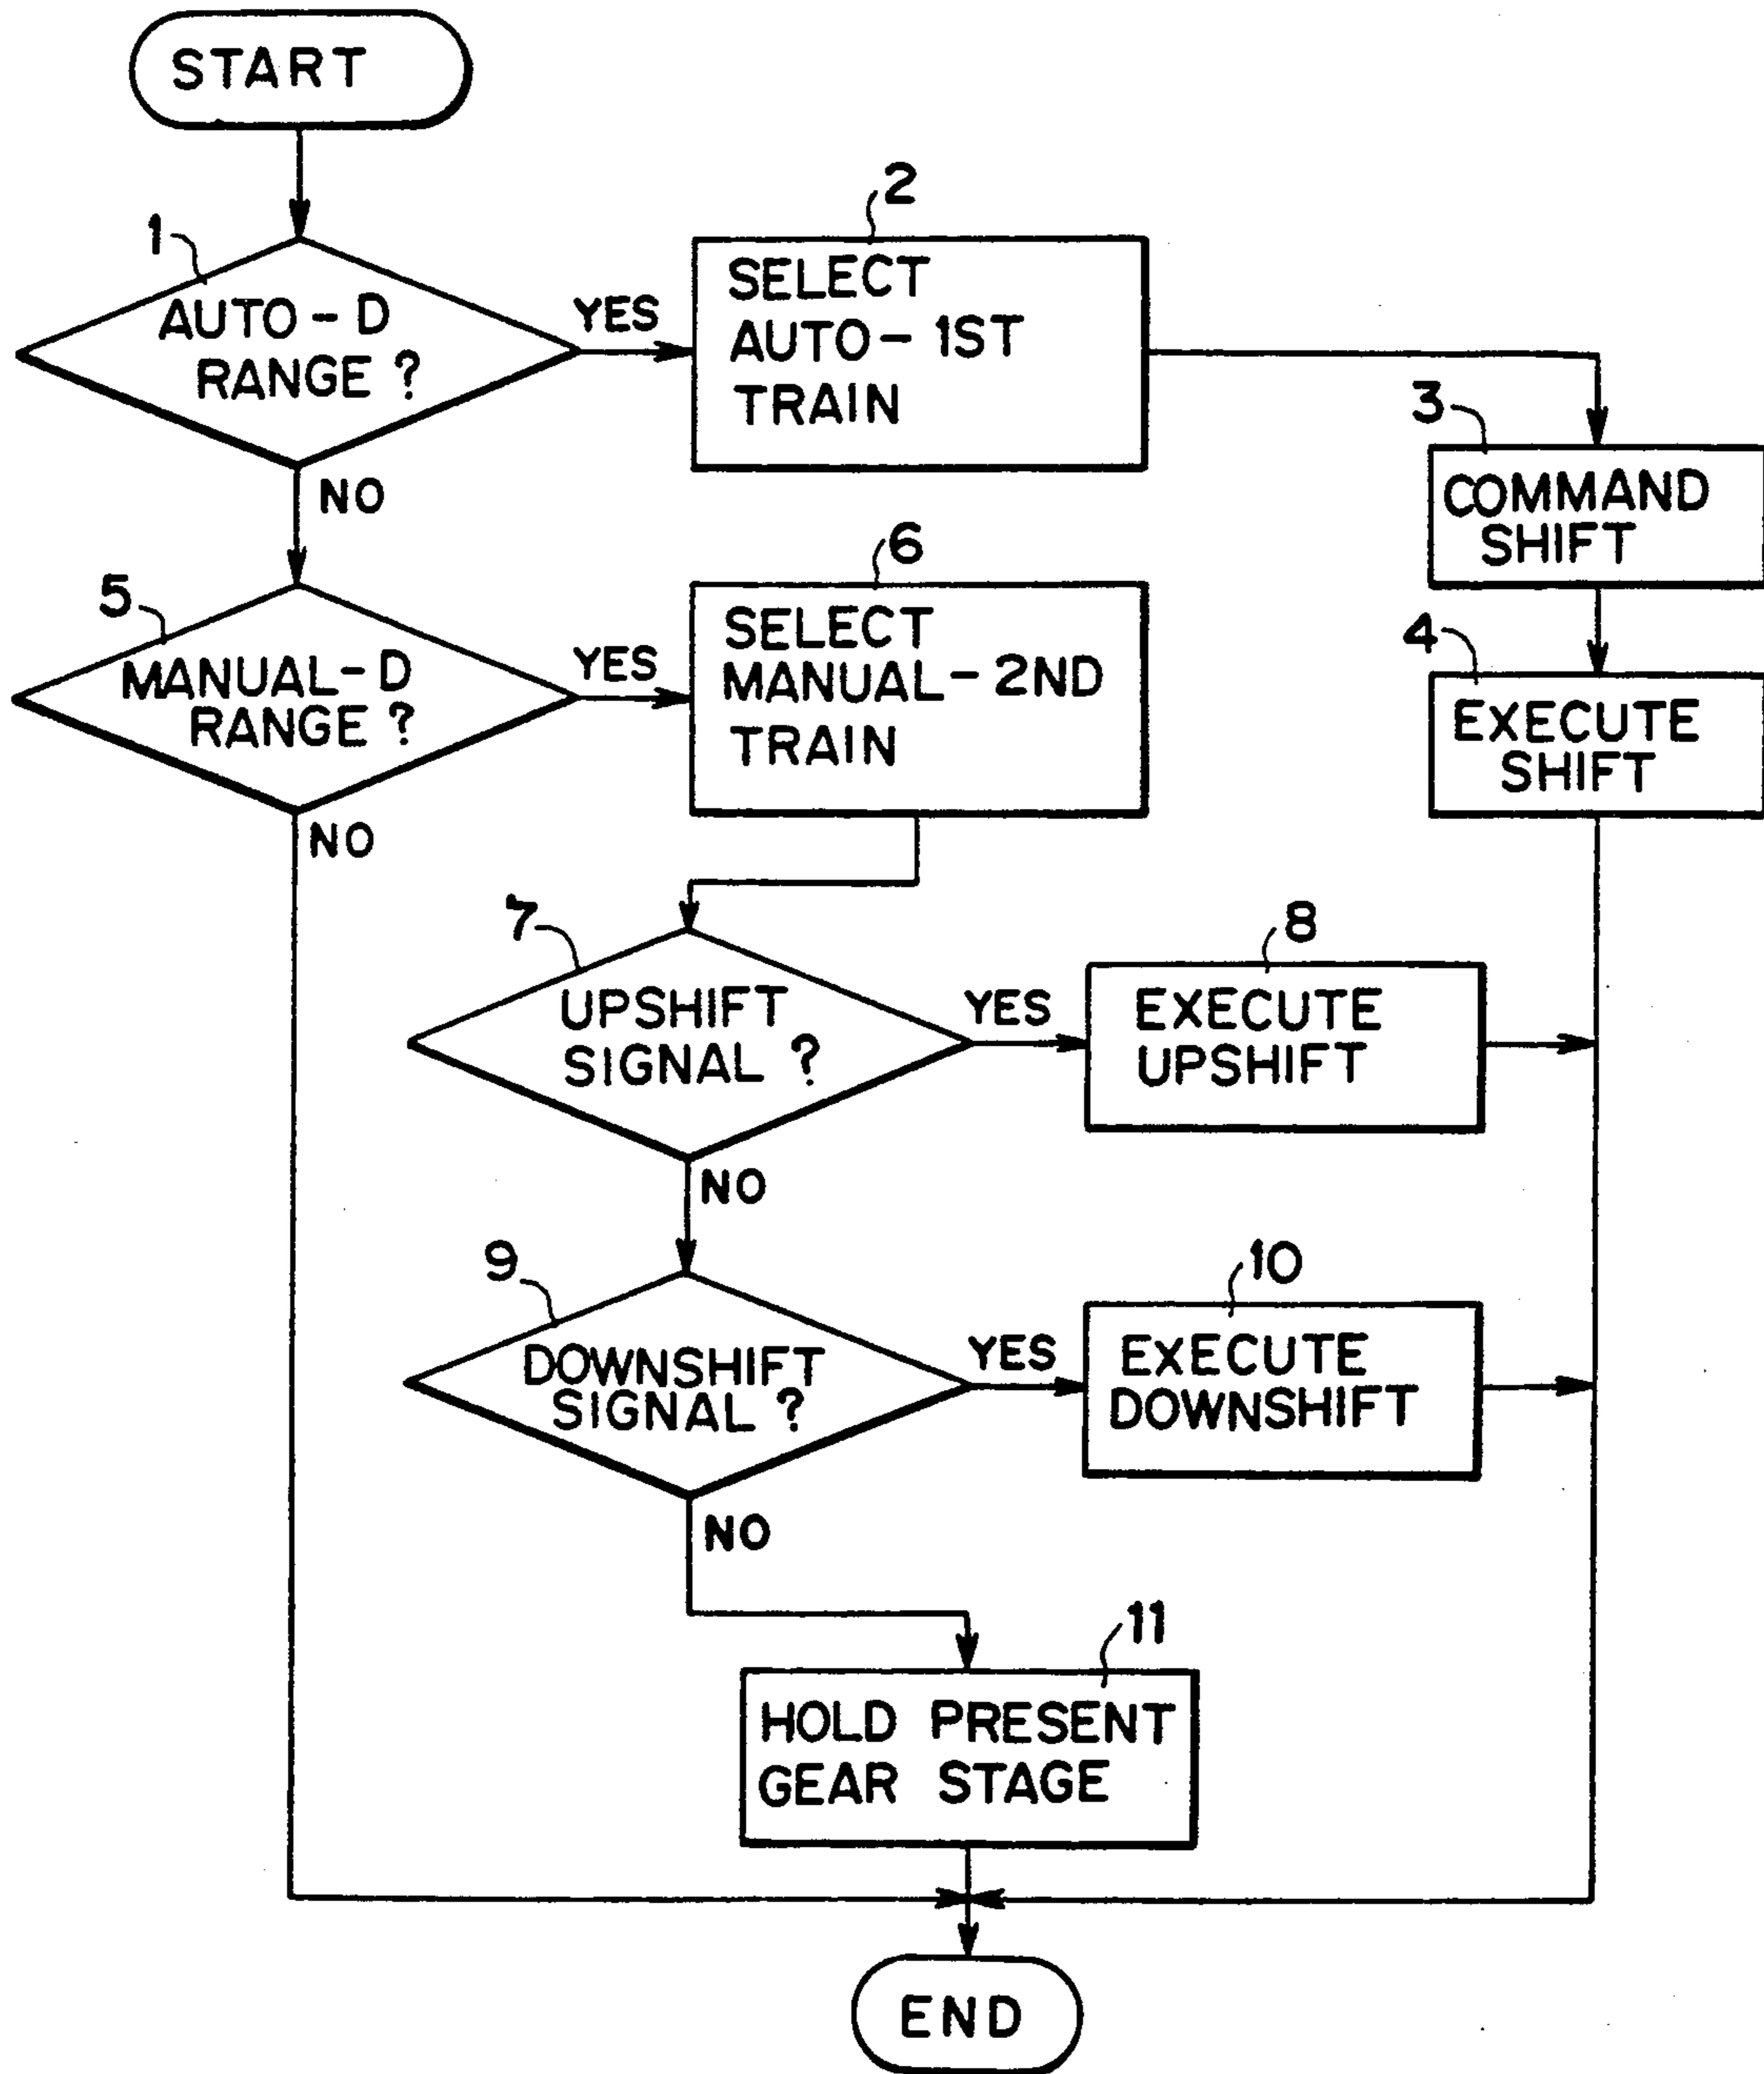 START
1
AUTO-D
RANGE?
YES
2
SELECT
AUTO-1ST
TRAIN
3
COMMAND
SHIFT
4
EXECUTE
SHIFT
NO
5
MANUAL-D
RANGE?
YES
6
SELECT
MANUAL-2ND
TRAIN
NO
7
UPSHIFT
SIGNAL?
YES
8
EXECUTE
UPSHIFT
NO
9
DOWNSHIFT
SIGNAL?
YES
10
EXECUTE
DOWNSHIFT
NO
11
HOLD PRESENT
GEAR STAGE
END